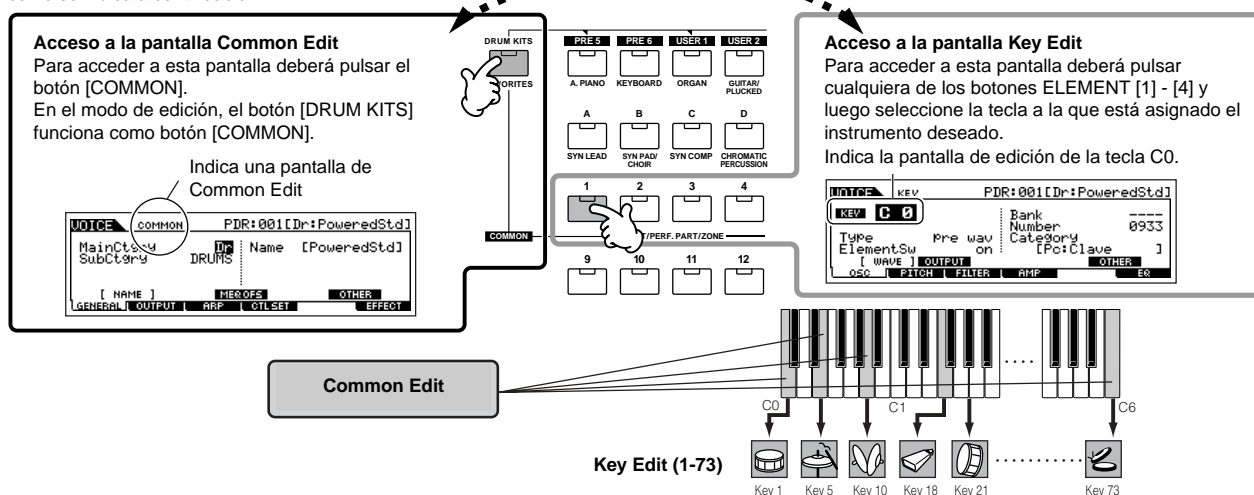 Acceso a la pantalla Common Edit
Para acceder a esta pantalla deberá pulsar el
botón [COMMON].
En el modo de edición, el botón [DRUM KITS]
funciona como botón [COMMON].
Indica una pantalla de
Common Edit
VOICE COMMON PDR:001[Dr:PoweredStd]
MainCtgry Dr Name [PoweredStd]
SubCtgry DRUMS
[ NAME ] MEQOFS OTHER
GENERAL OUTPUT ARP CTLSET EFFECT
DRUM KITS
PRE 5 PRE 6 USER 1 USER 2
A. PIANO KEYBOARD ORGAN GUITAR/
PLUCKED
A B C D
SYN LEAD SYN PAD/
CHOIR SYN COMP CHROMATIC
PERCUSSION
1 2 3 4
COMMON /PERF. PART/ZONE
9 10 11 12
Acceso a la pantalla Key Edit
Para acceder a esta pantalla deberá pulsar
cualquiera de los botones ELEMENT [1] - [4] y
luego seleccione la tecla a la que está asignado el
instrumento deseado.
Indica la pantalla de edición de la tecla C0.
VOICE KEY PDR:001[Dr:PoweredStd]
KEY C 0 Bank ----
Number 0933
Type pre wav Category
ElementSw on [Pc:Clave ]
[ WAVE ] OUTPUT OTHER
OSC PITCH FILTER AMP EQ
Common Edit
C0 C1 C6
Key Edit (1-73)
Key 1 Key 5 Key 10 Key 18 Key 21 Key 73